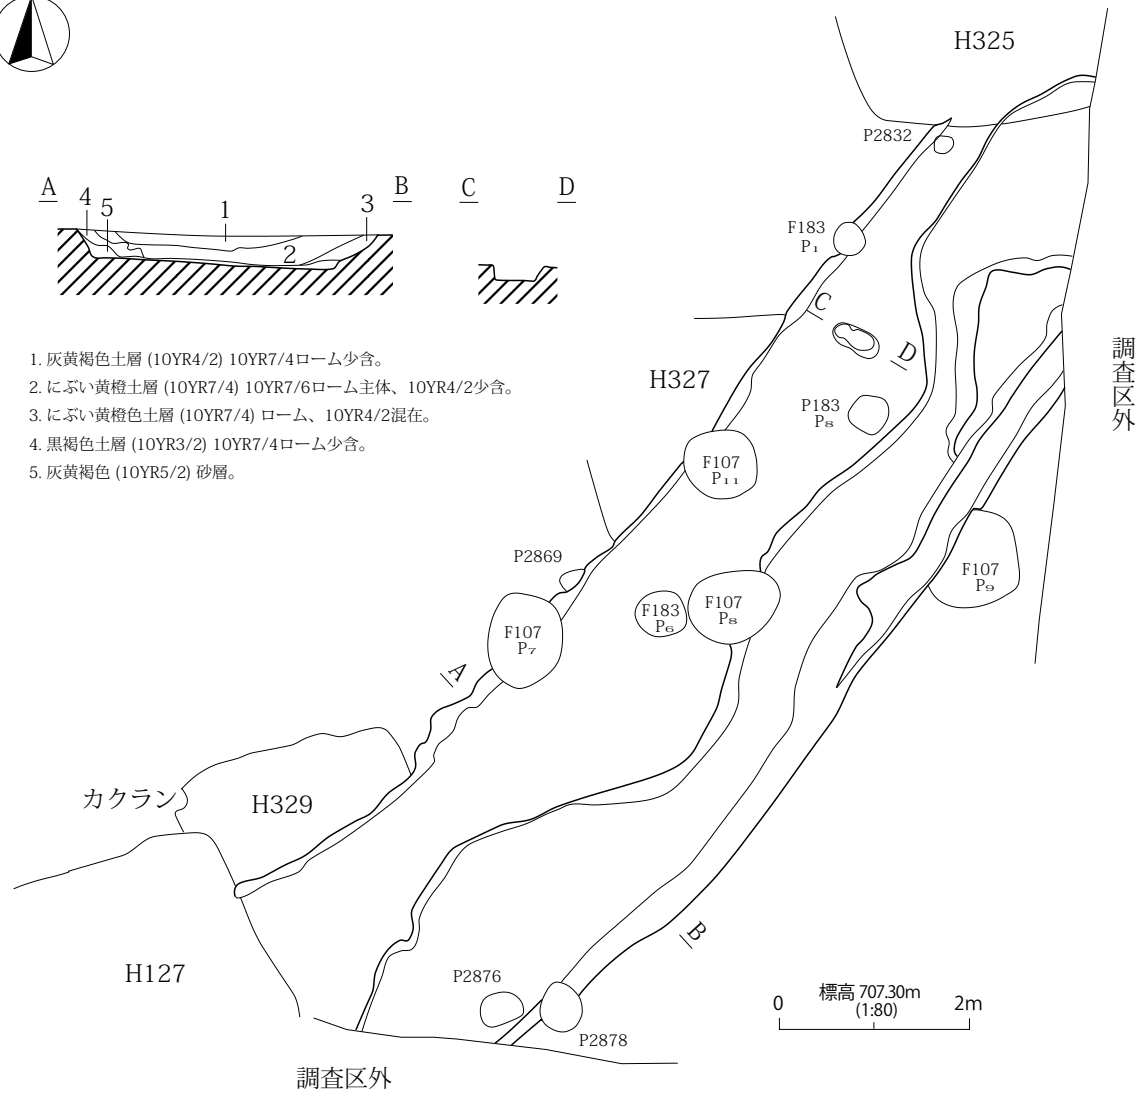 H325
P2832
A
4
5
1
3
2
B
C
D
F183
P1
C
D
1. 灰黄褐色土層 (10YR4/2) 10YR7/4ローム少含。
2. にぶい黄橙土層 (10YR7/4) 10YR7/6ローム主体、10YR4/2少含。
3. にぶい黄橙色土層 (10YR7/4) ローム、10YR4/2混在。
4. 黒褐色土層 (10YR3/2) 10YR7/4ローム少含。
5. 灰黄褐色 (10YR5/2) 砂層。
H327
調査区外
P183
P8
F107
P11
P2869
F107
P9
F183
P6
F107
P8
F107
P7
A
カクラン
H329
B
H127
P2876
P2878
0
標高 707.30m
(1:80)
2m
調査区外